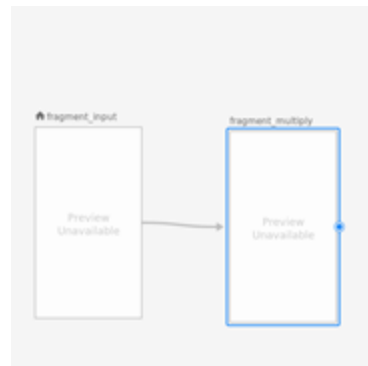 fragment_input
fragment_multiply
Preview
Unavailable
Preview
Unavailable